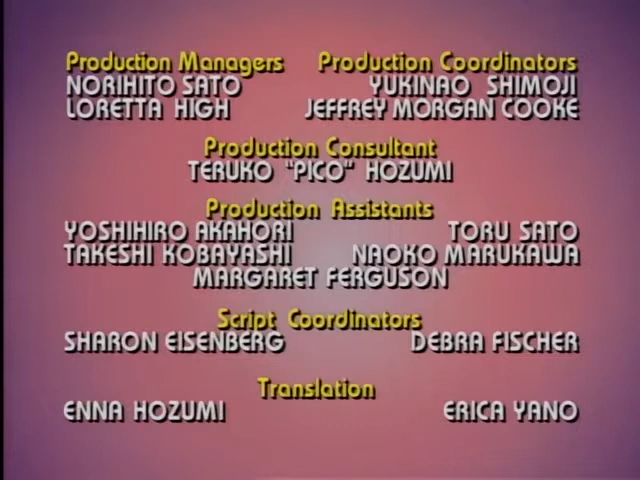 Production Managers Production Coordinators
NORIHITO SATO YUKINAO SHIMOJI
LORETTA HIGH JEFFREY MORGAN COOKE
Production Consultant
TERUKO "PICO" HOZUMI
Production Assistants
YOSHIHIRO AKAHORI TORU SATO
TAKESHI KOBAYASHI NAOKO MARUKAWA
MARGARET FERGUSON
Script Coordinators
SHARON EISENBERG DEBRA FISCHER
Translation
ENNA HOZUMI ERICA YANO